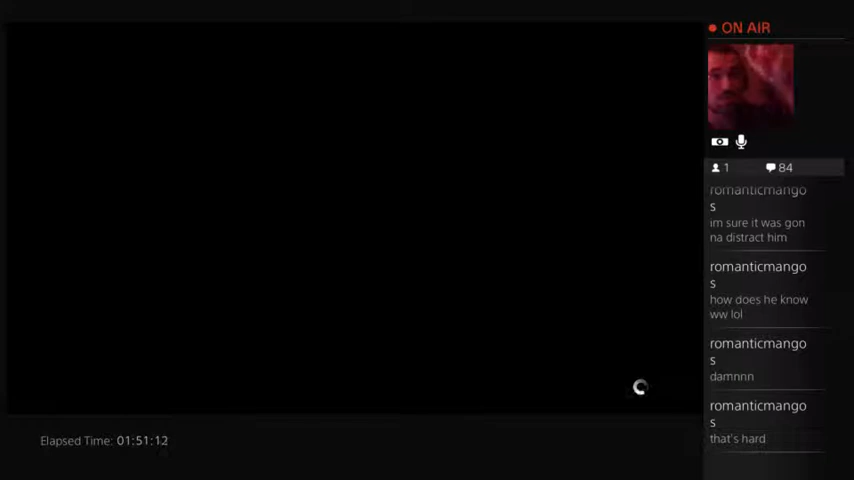 ON AIR
1 84
romanticmango
s
im sure it was gon
na distract him
romanticmango
s
how does he know
ww lol
romanticmango
s
damnnn
romanticmango
s
that's hard
Elapsed Time: 01:51:12